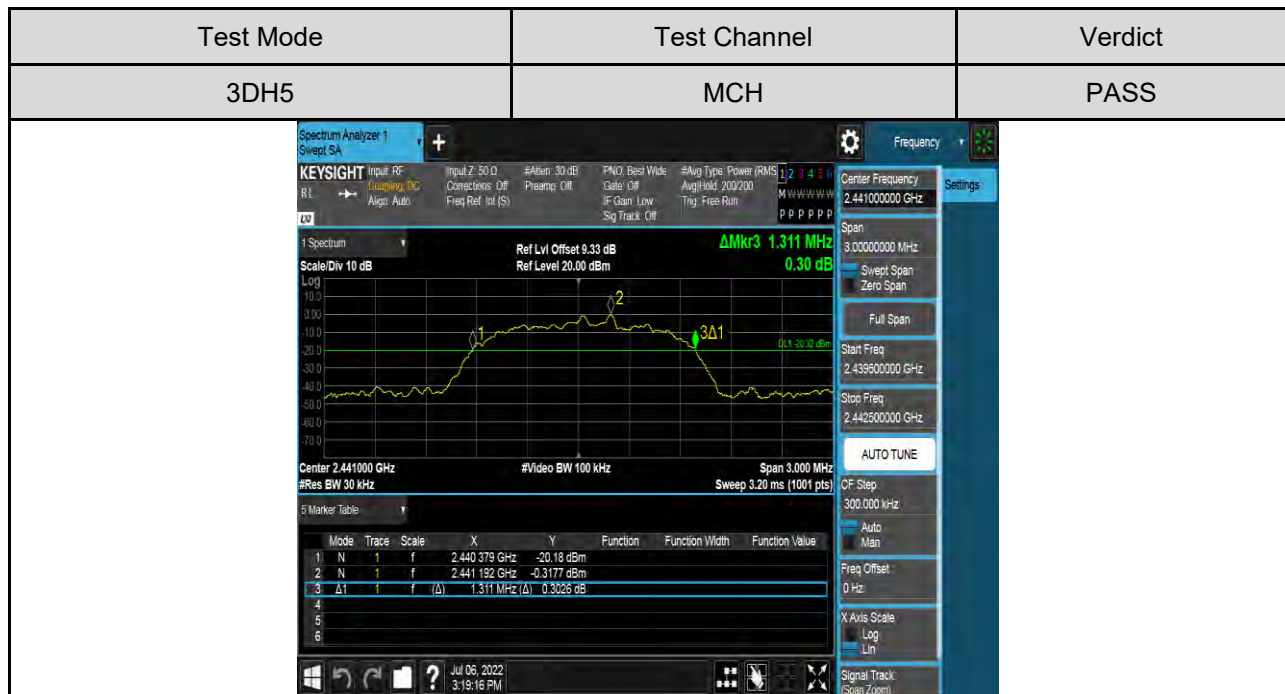 Test Mode Test Channel Verdict
3DH5 MCH PASS
Spectrum Analyzer 1
Swept SA
+
Frequency
KEYSIGHT Input: RF Input Z: 50 Ω #Atten: 30 dB PNO: Best Wide #Avg Type: Power (RMS 1 2 3 4 5 6
R L Coupling: DC Corrections: Off Preamp: Off Gate: Off Avg|Hold: 200/200 M W W W W W
Align: Auto Freq Ref: Int (S) IF Gain: Low Trig: Free Run
LXI Sig Track: Off P P P P P P
Center Frequency
2.441000000 GHz
Settings
Span
3.00000000 MHz
Swept Span
Zero Span
Full Span
Start Freq
2.439500000 GHz
Stop Freq
2.442500000 GHz
AUTO TUNE
CF Step
300.000 kHz
Auto
Man
Freq Offset
0 Hz
X Axis Scale
Log
Lin
Signal Track
(Span Zoom)
1 Spectrum Ref Lvl Offset 9.33 dB ΔMkr3 1.311 MHz
Scale/Div 10 dB Ref Level 20.00 dBm 0.30 dB
Log
10.0
0.00
-10.0
-20.0
-30.0
-40.0
-50.0
-60.0
-70.0
1
2
3Δ1
DL1 -20.32 dBm
Center 2.441000 GHz #Video BW 100 kHz Span 3.000 MHz
#Res BW 30 kHz Sweep 3.20 ms (1001 pts)
5 Marker Table
Mode Trace Scale X Y Function Function Width Function Value
1 N 1 f 2.440 379 GHz -20.18 dBm
2 N 1 f 2.441 192 GHz -0.3177 dBm
3 Δ1 1 f (Δ) 1.311 MHz (Δ) 0.3026 dB
4
5
6
? Jul 06, 2022
3:19:16 PM